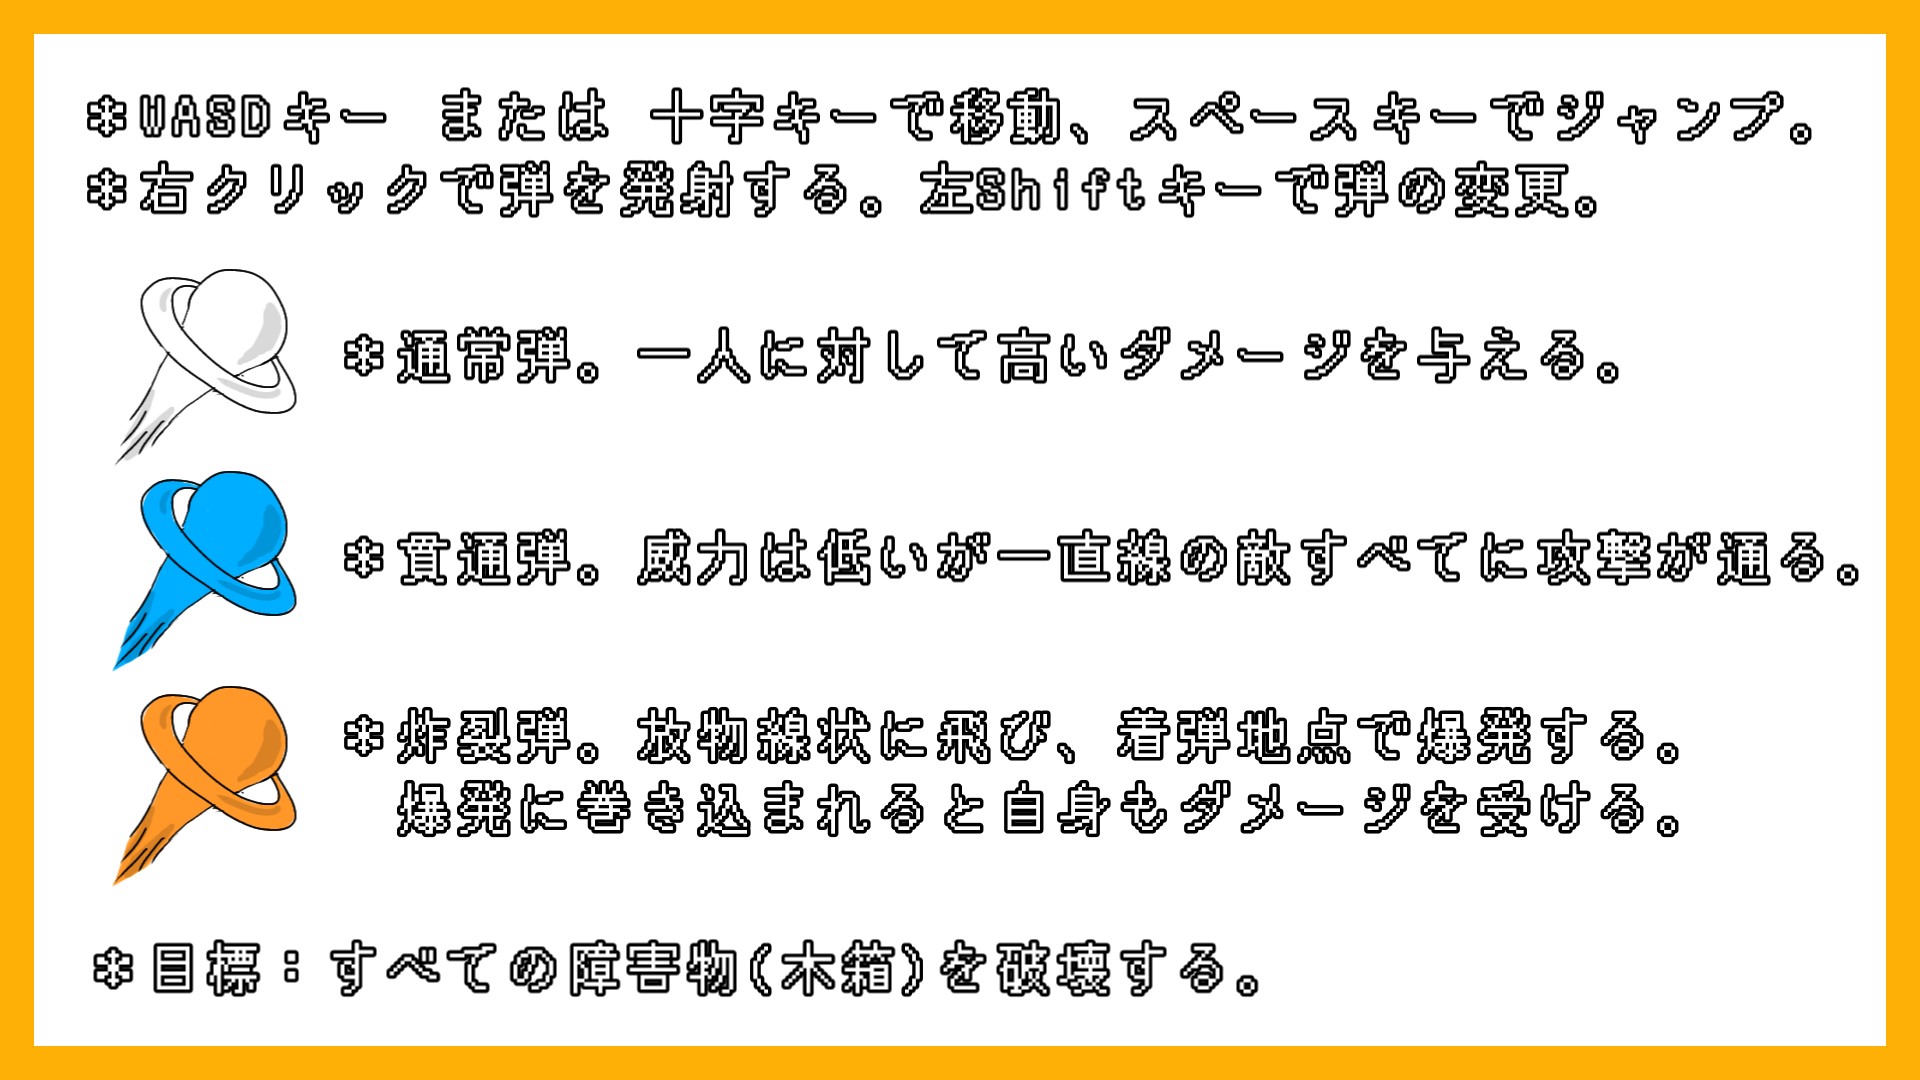 *WASDキー または 十字キーで移動、スペースキーでジャンプ。
*右クリックで弾を発射する。左Shiftキーで弾の変更。
*通常弾。一人に対して高いダメージを与える。
*貫通弾。威力は低いが一直線の敵すべてに攻撃が通る。
*炸裂弾。放物線状に飛び、着弾地点で爆発する。
爆発に巻き込まれると自身もダメージを受ける。
*目標：すべての障害物(木箱)を破壊する。